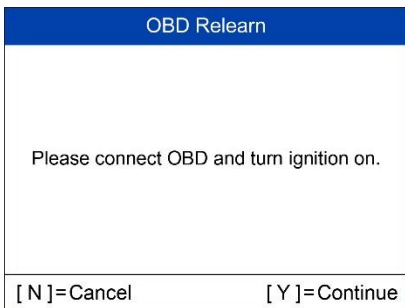 OBD Relearn
Please connect OBD and turn ignition on.
[ N ]=Cancel [ Y ]=Continue